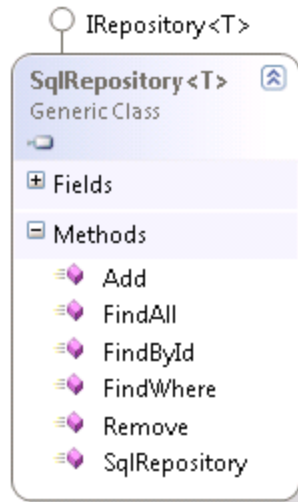 IRepository<T>
SqlRepository<T>
Generic Class
Fields
Methods
Add
FindAll
FindById
FindWhere
Remove
SqlRepository